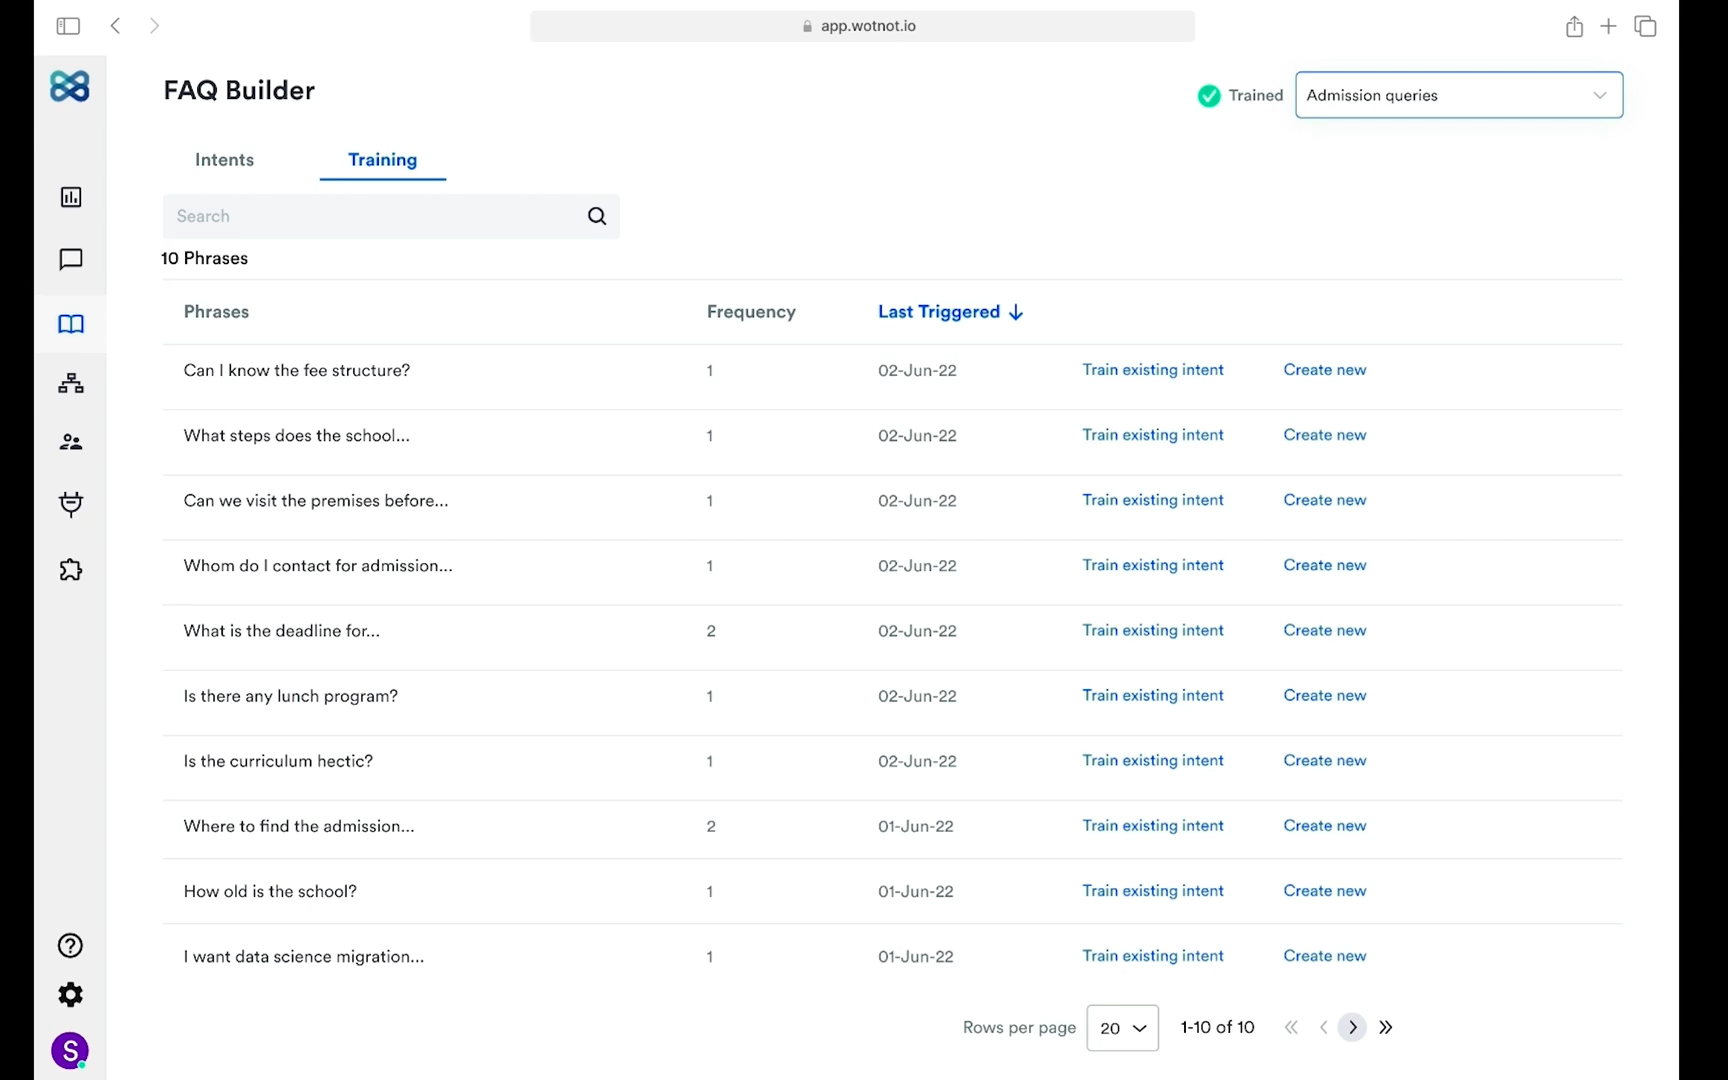 app.wotnot.io
FAQ Builder
Trained
Admission queries
Intents
Training
Search
10 Phrases
Phrases Frequency Last Triggered
Can I know the fee structure? 1 02-Jun-22 Train existing intent Create new
What steps does the school... 1 02-Jun-22 Train existing intent Create new
Can we visit the premises before... 1 02-Jun-22 Train existing intent Create new
Whom do I contact for admission... 1 02-Jun-22 Train existing intent Create new
What is the deadline for... 2 02-Jun-22 Train existing intent Create new
Is there any lunch program? 1 02-Jun-22 Train existing intent Create new
Is the curriculum hectic? 1 02-Jun-22 Train existing intent Create new
Where to find the admission... 2 01-Jun-22 Train existing intent Create new
How old is the school? 1 01-Jun-22 Train existing intent Create new
I want data science migration... 1 01-Jun-22 Train existing intent Create new
Rows per page 20 1-10 of 10
S